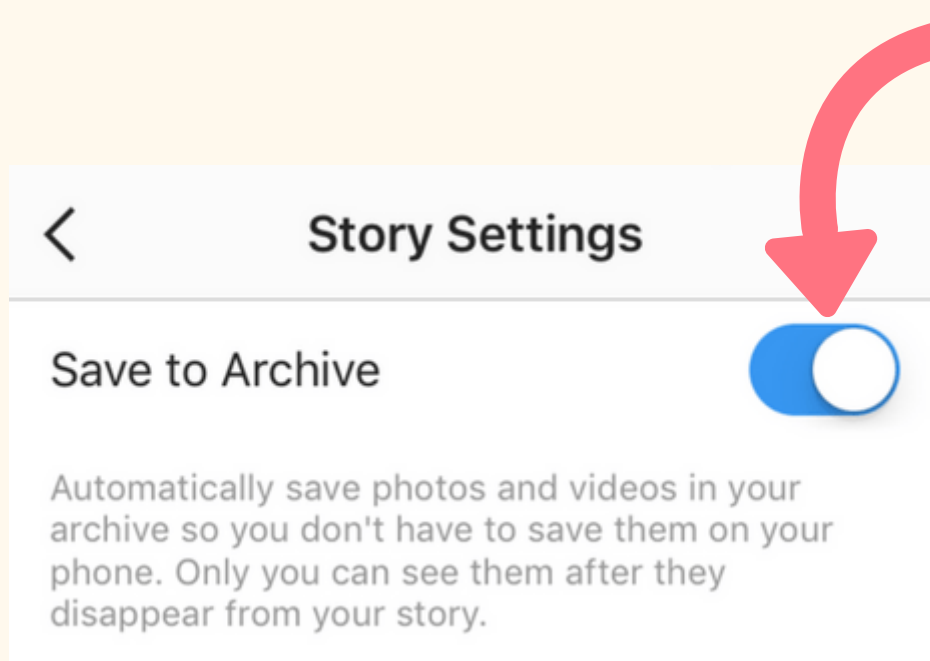 Story Settings
Save to Archive
Automatically save photos and videos in your
archive so you don't have to save them on your
phone. Only you can see them after they
disappear from your story.